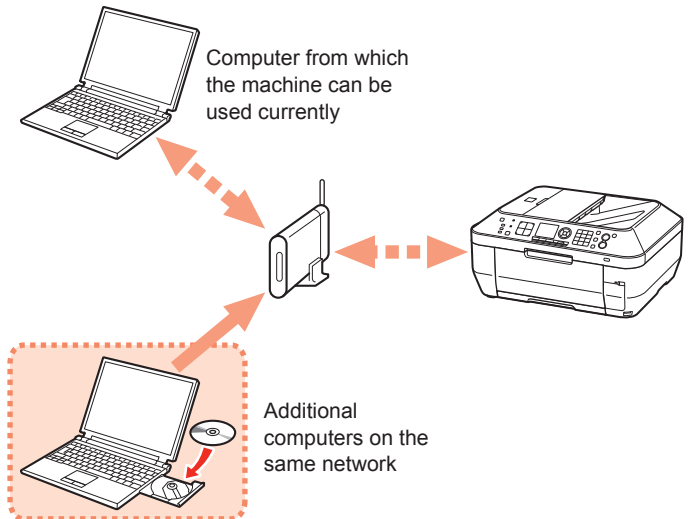 Computer from which
the machine can be
used currently
Additional
computers on the
same network